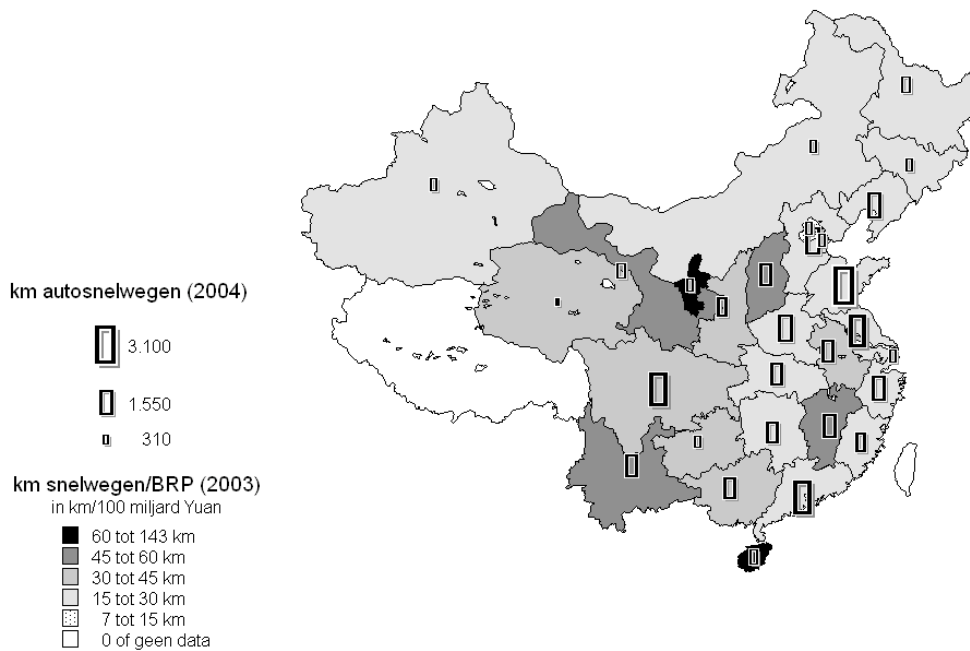 km autosnelwegen (2004)
3.100
1.550
310
km snelwegen/BRP (2003)
in km/100 miljard Yuan
60 tot 143 km
45 tot 60 km
30 tot 45 km
15 tot 30 km
7 tot 15 km
0 of geen data